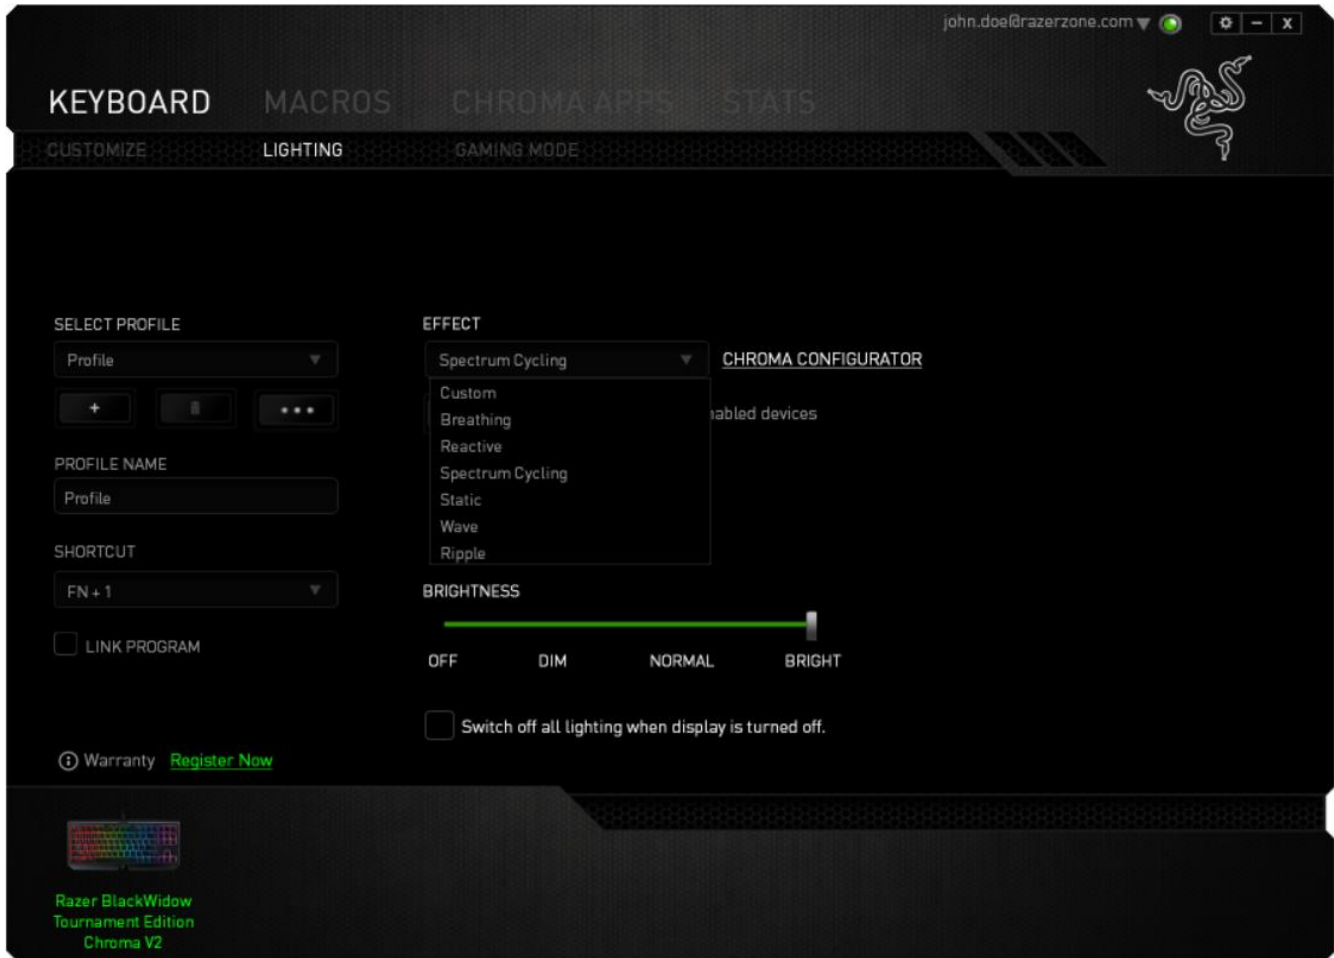 john.doe@razerzone.com
X
KEYBOARD MACROS CHROMA APPS STATS
CUSTOMIZE LIGHTING GAMING MODE
SELECT PROFILE
Profile
+
•••
PROFILE NAME
Profile
SHORTCUT
FN + 1
LINK PROGRAM
EFFECT
Spectrum Cycling
CHROMA CONFIGURATOR
Custom
Breathing
Reactive
Spectrum Cycling
Static
Wave
Ripple
devices
BRIGHTNESS
OFF DIM NORMAL BRIGHT
Switch off all lighting when display is turned off.
Warranty Register Now
Razer BlackWidow
Tournament Edition
Chroma V2